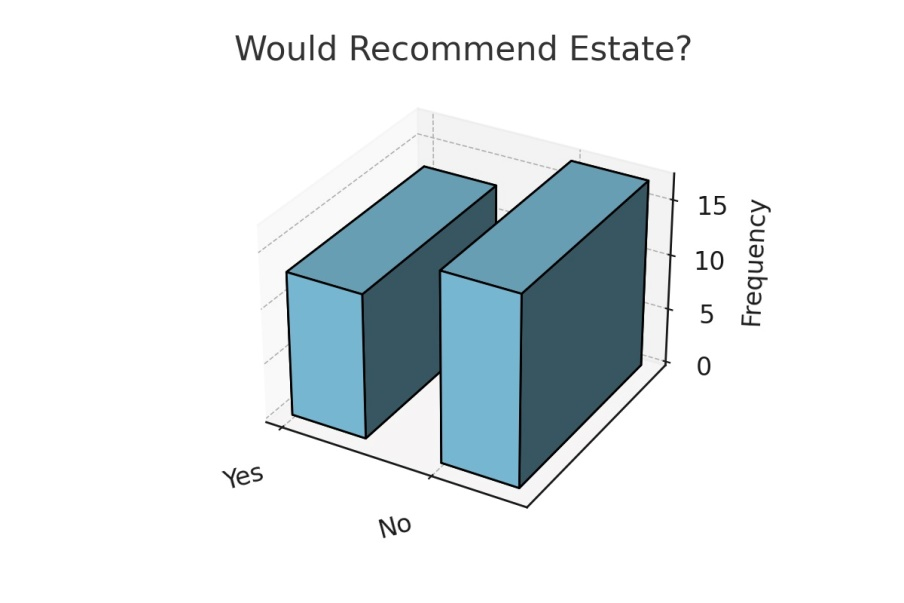 Would Recommend Estate?
15
10
5
0
Frequency
Yes
No